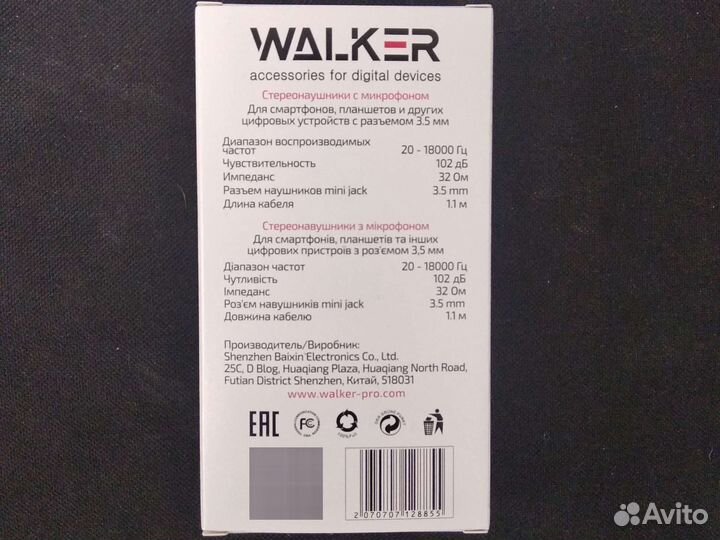 WALKER
accessories for digital devices
Стереонаушники с микрофоном
Для смартфонов, планшетов и других
цифровых устройств с разъемом 3.5 мм
Диапазон воспроизводимых
частот 20 - 18000 Гц
Чувствительность 102 дБ
Импеданс 32 Ом
Разъем наушников mini jack 3.5 mm
Длина кабеля 1.1 м
Стереонавушники з мікрофоном
Для смартфонів, планшетів та інших
цифрових пристроїв з роз'ємом 3,5 мм
Діапазон частот 20 - 18000 Гц
Чутливість 102 дБ
Імпеданс 32 Ом
Роз'єм навушників mini jack 3.5 mm
Довжина кабелю 1.1 м
Производитель/Виробник:
Shenzhen Baixin Electronics Co., Ltd.
25C, D Blog, Huaqiang Plaza, Huaqiang North Road,
Futian District Shenzhen, Китай, 518031
www.walker-pro.com
EAC FC
2 070707 128855
Avito